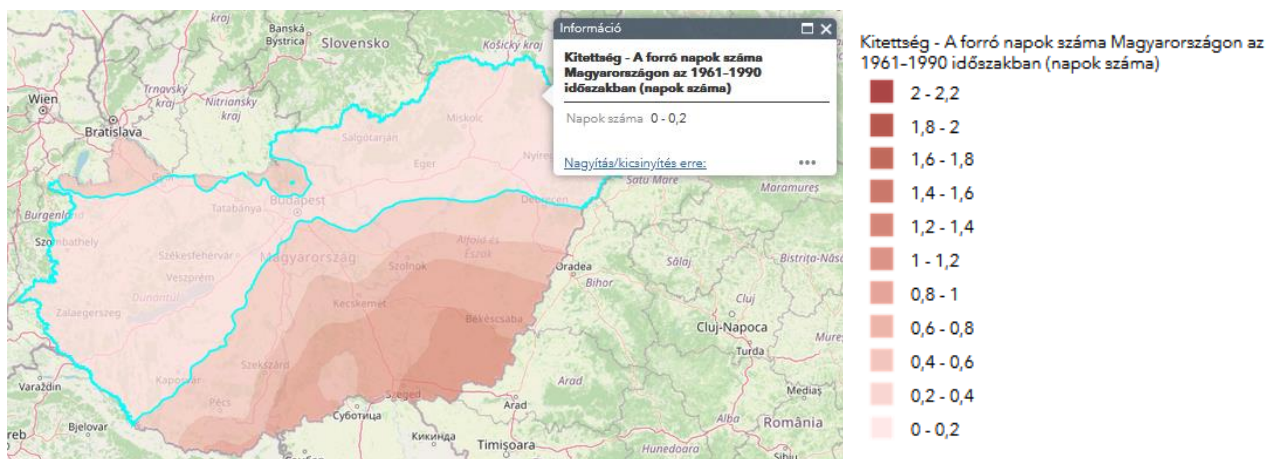 kraj
Banská
Bystrica
Slovensko
Košický kraj
Wien
Trnavský
kraj
Nitriansky
kraj
Bratislava
Salgótarján
Miskolc
Eger
Nyíregy
Győr
Tatabánya
Budapest
Debrecen
Satu Mare
Maramureș
Burgenland
Szombathely
Székesfehérvár
Magyarország
Alföld és
Észak
Szolnok
Oradea
Bihor
Sălaj
Bistrița-Năsă
Veszprém
Dunántúl
Zalaegerszeg
Kecskemét
Békéscsaba
Cluj
Cluj-Napoca
Turda
Mureș
Szekszárd
Kaposvár
Pécs
Szeged
Varaždin
Bjelovar
Суботица
Кикинда
Timișoara
Arad
Arad
Alba
Mediaș
România
Hunedoara
Sibiu
Információ
Kitettség - A forró napok száma
Magyarországon az 1961-1990
időszakban (napok száma)
Napok száma 0 - 0,2
Nagyítás/kicsinyítés erre:
Kitettség - A forró napok száma Magyarországon az
1961-1990 időszakban (napok száma)
2 - 2,2
1,8 - 2
1,6 - 1,8
1,4 - 1,6
1,2 - 1,4
1 - 1,2
0,8 - 1
0,6 - 0,8
0,4 - 0,6
0,2 - 0,4
0 - 0,2